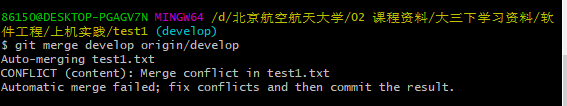 86150@DESKTOP-PGAGV7N MINGW64 /d/北京航空航天大学/02 课程资料/大三下学习资料/软
件工程/上机实践/test1 (develop)
$ git merge develop origin/develop
Auto-merging test1.txt
CONFLICT (content): Merge conflict in test1.txt
Automatic merge failed; fix conflicts and then commit the result.